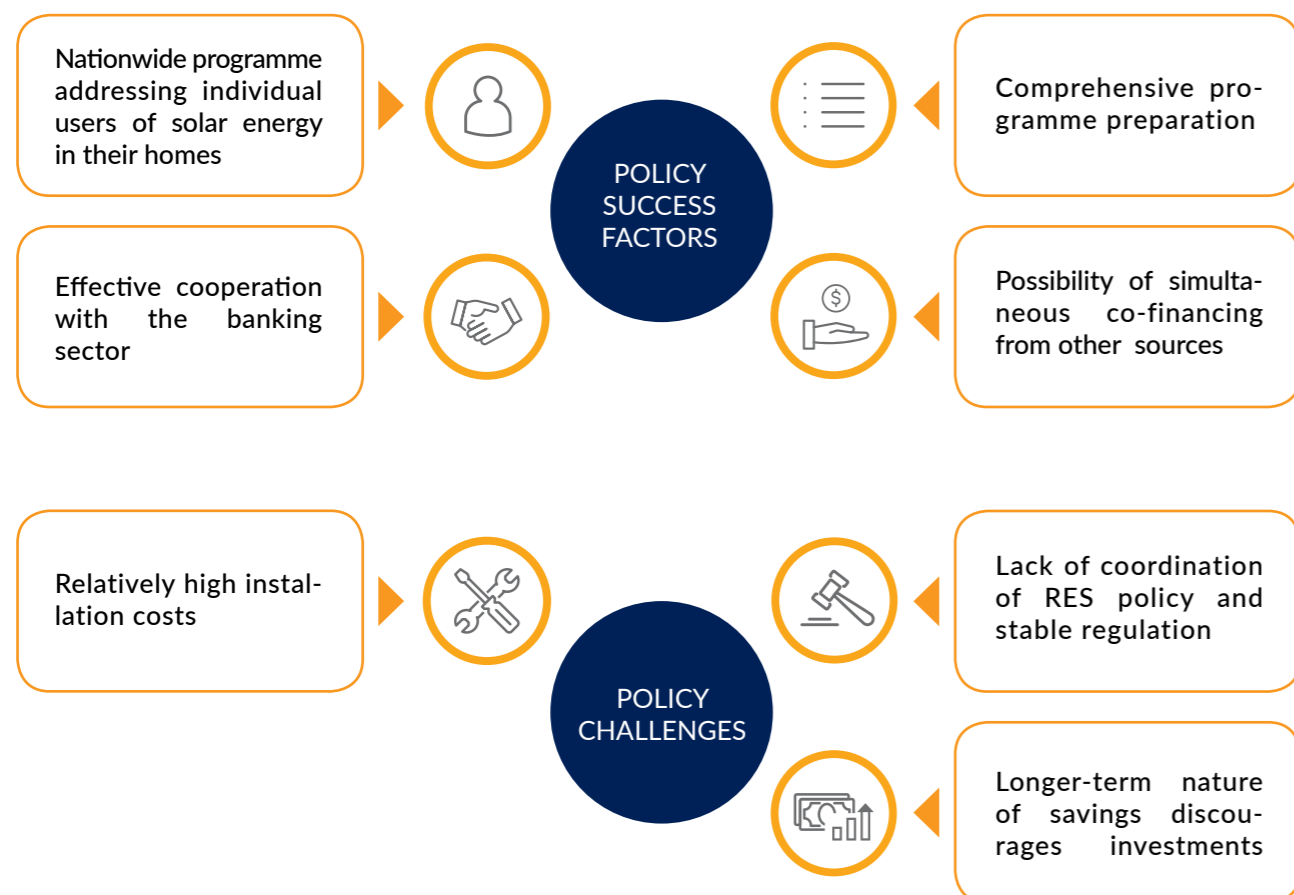 Nationwide programme
addressing individual
users of solar energy
in their homes
Effective cooperation
with the banking
sector
POLICY
SUCCESS
FACTORS
Comprehensive pro-
gramme preparation
Possibility of simulta-
neous co-financing
from other sources
$
Relatively high instal-
lation costs
POLICY
CHALLENGES
Lack of coordination
of RES policy and
stable regulation
Longer-term nature
of savings discou-
rages investments